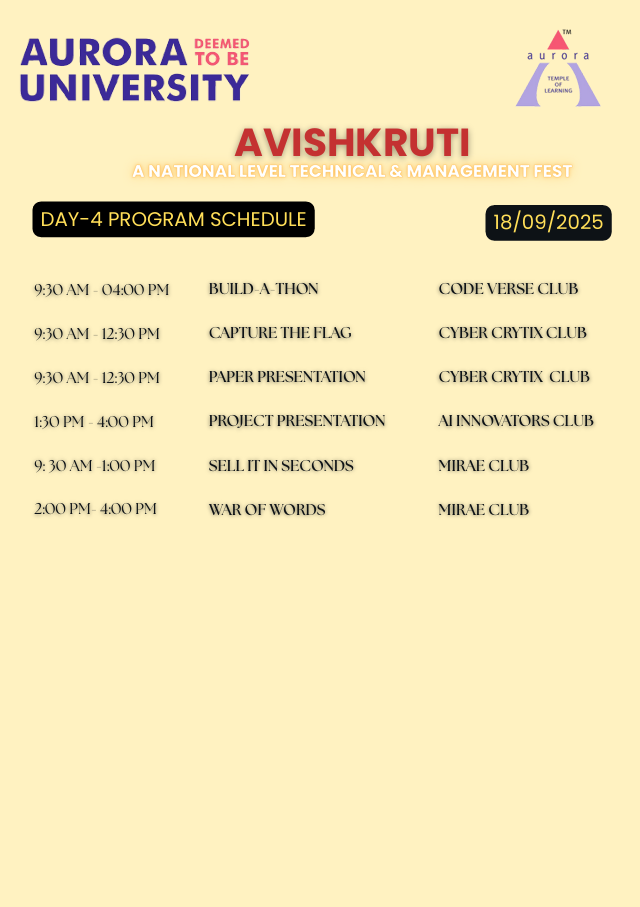 AURORA DEEMED TO BE
UNIVERSITY
TM
aurora
TEMPLE
OF
LEARNING
AVISHKRUTI
A NATIONAL LEVEL TECHNICAL & MANAGEMENT FEST
DAY-4 PROGRAM SCHEDULE 18/09/2025
9:30 AM - 04:00 PM BUILD-A-THON CODE VERSE CLUB
9:30 AM - 12:30 PM CAPTURE THE FLAG CYBER CRYTIX CLUB
9:30 AM - 12:30 PM PAPER PRESENTATION CYBER CRYTIX CLUB
1:30 PM - 4:00 PM PROJECT PRESENTATION AI INNOVATORS CLUB
9: 30 AM -1:00 PM SELL IT IN SECONDS MIRAE CLUB
2:00 PM- 4:00 PM WAR OF WORDS MIRAE CLUB